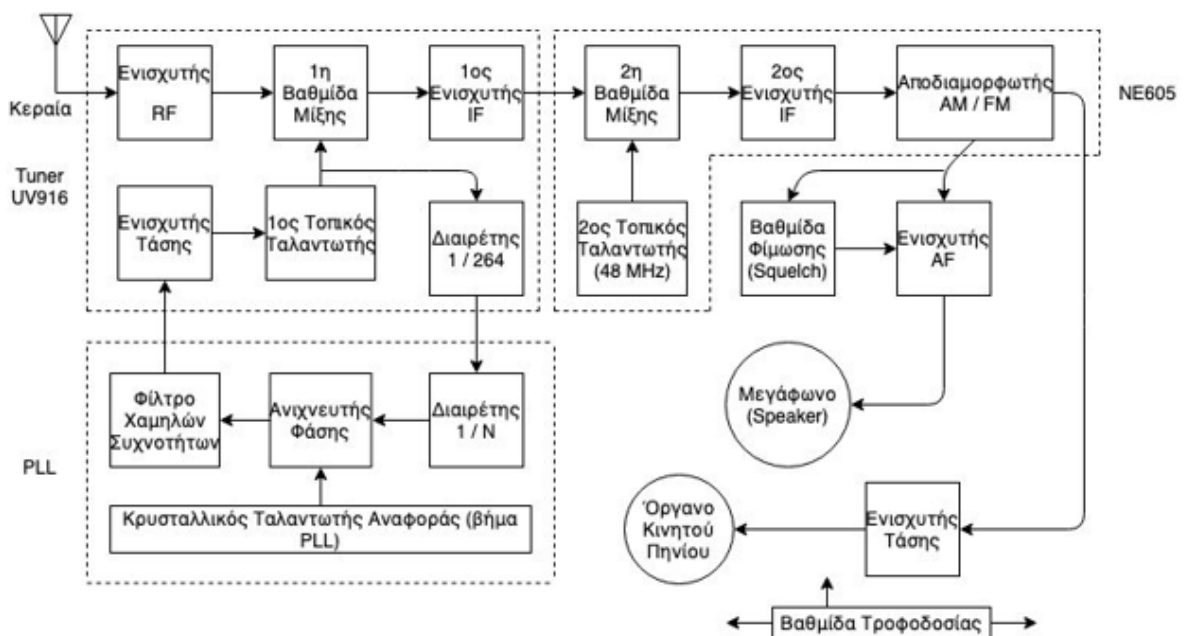 Κεραία
Tuner
UV916
Ενισχυτής
RF
1η
Βαθμίδα
Μίξης
1ος
Ενισχυτής
IF
2η
Βαθμίδα
Μίξης
2ος
Ενισχυτής
IF
Αποδιαμορφωτής
AM / FM
NE605
Ενισχυτής
Τάσης
1ος Τοπικός
Ταλαντωτής
Διαιρέτης
1 / 264
2ος Τοπικός
Ταλαντωτής
(48 MHz)
Βαθμίδα
Φίμωσης
(Squelch)
Ενισχυτής
AF
PLL
Φίλτρο
Χαμηλών
Συχνοτήτων
Ανιχνευτής
Φάσης
Διαιρέτης
1 / N
Μεγάφωνο
(Speaker)
Κρυσταλλικός Ταλαντωτής Αναφοράς (βήμα
PLL)
Όργανο
Κινητού
Πηνίου
Ενισχυτής
Τάσης
Βαθμίδα Τροφοδοσίας